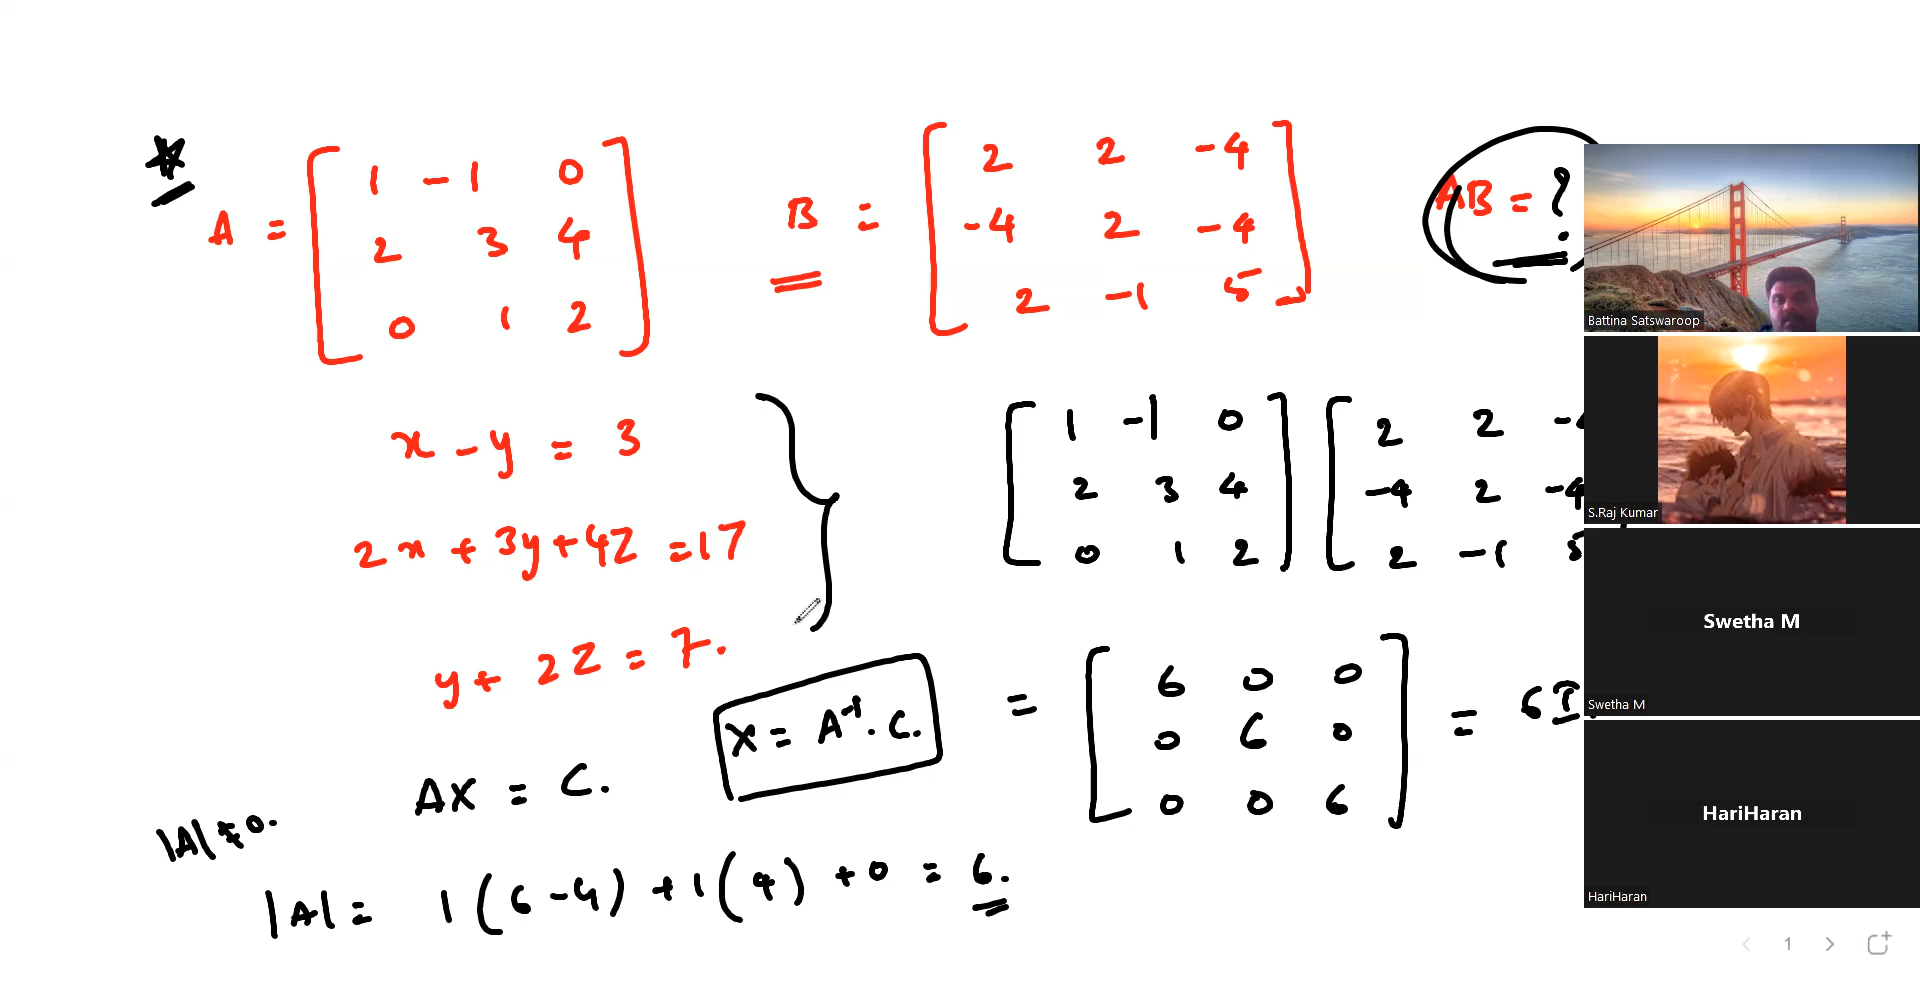 * A = [ 1 -1 0 B = [ 2 2 -4 AB = ?
2 3 4 -4 2 -4
0 1 2 ] 2 -1 5 ]
x - y = 3
2x + 3y + 4z = 17
y + 2z = 7.
[ 1 -1 0 ] [ 2 2
2 3 4 -4 2 -4
0 1 2 2 -1 5
= [ 6 0 0
0 6 0
0 0 6 ] = 6I
X = A⁻¹. C.
AX = C.
|A| ≠ 0.
|A| = 1(6-4) + 1(4) + 0 = 6.
Battina Satswaroop
S.Raj Kumar
Swetha M
Swetha M
HariHaran
HariHaran
1